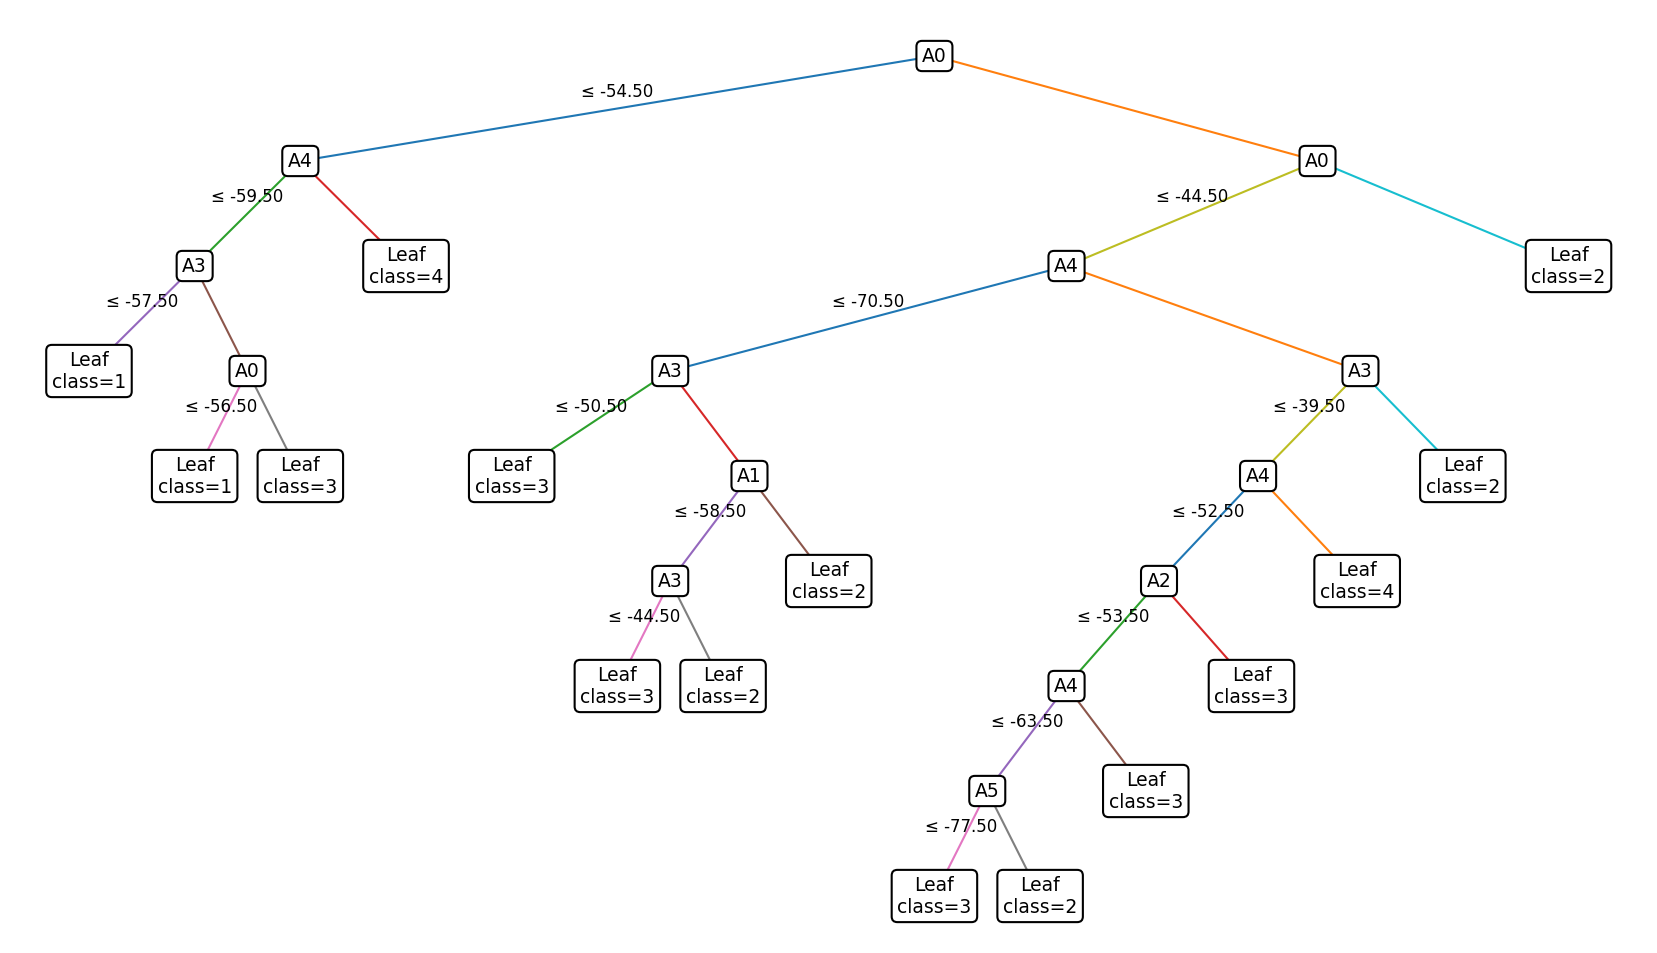 A0
≤ -54.50
A4
A0
≤ -59.50
≤ -44.50
A3
Leaf
class=4
A4
Leaf
class=2
≤ -57.50
≤ -70.50
Leaf
class=1
A0
A3
A3
≤ -56.50
≤ -50.50
≤ -39.50
Leaf
class=1
Leaf
class=3
Leaf
class=3
A1
A4
Leaf
class=2
≤ -58.50
≤ -52.50
A3
Leaf
class=2
A2
Leaf
class=4
≤ -44.50
≤ -53.50
Leaf
class=3
Leaf
class=2
A4
Leaf
class=3
≤ -63.50
A5
Leaf
class=3
≤ -77.50
Leaf
class=3
Leaf
class=2